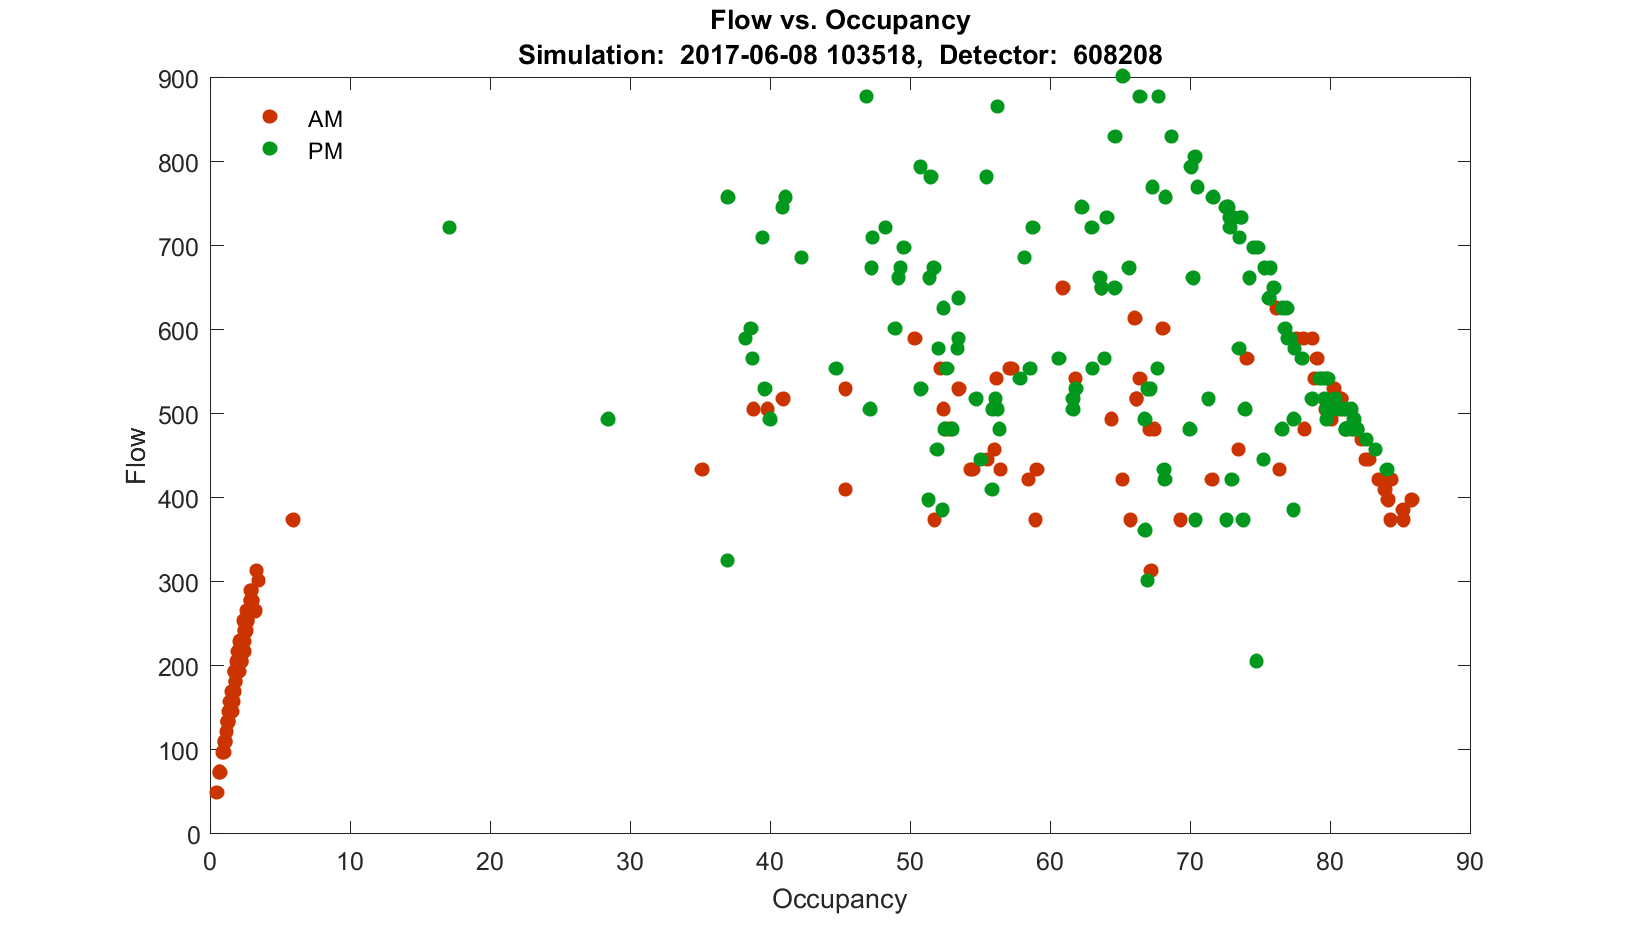 Flow vs. Occupancy
Simulation:  2017-06-08 103518,  Detector:  608208
900
AM
PM
800
700
600
500
Flow
400
300
200
100
0
0 10 20 30 40 50 60 70 80 90
Occupancy